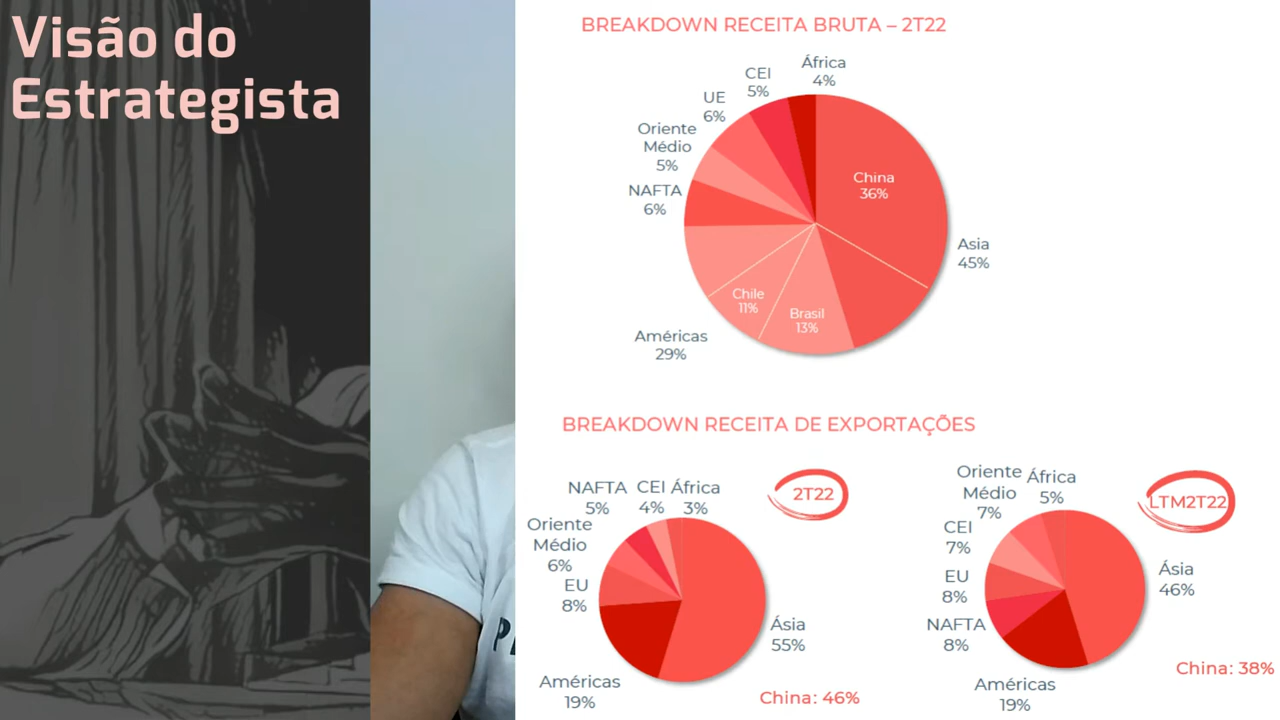 Visão do
Estrategista
BREAKDOWN RECEITA BRUTA – 2T22
África
4%
CEI
5%
UE
6%
Oriente
Médio
5%
NAFTA
6%
China
36%
Asia
45%
Chile
11%
Brasil
13%
Américas
29%
BREAKDOWN RECEITA DE EXPORTAÇÕES
2T22
NAFTA
5%
CEI
4%
África
3%
Oriente
Médio
6%
EU
8%
Ásia
55%
Américas
19%
China: 46%
LTM2T22
Oriente
Médio
7%
África
5%
CEI
7%
EU
8%
NAFTA
8%
Ásia
46%
Américas
19%
China: 38%